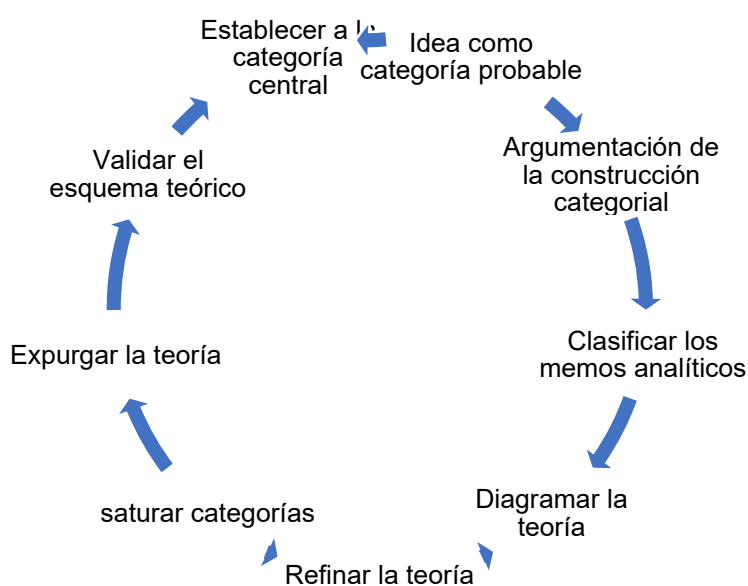 Establecer a la
categoría
central
Idea como
categoría probable
Argumentación de
la construcción
categorial
Clasificar los
memos analíticos
Diagramar la
teoría
Refinar la teoría
saturar categorías
Expurgar la teoría
Validar el
esquema teórico